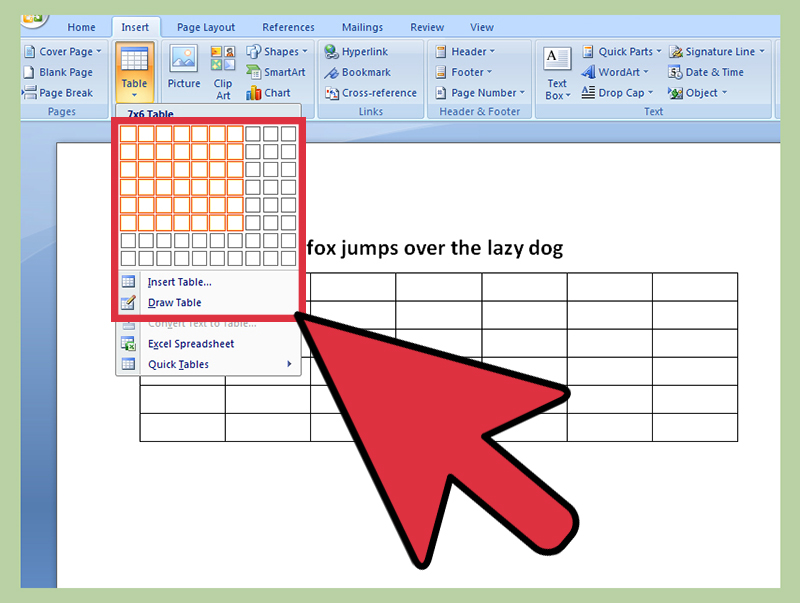 Home Insert Page Layout References Mailings Review View
Cover Page
Blank Page
Page Break
Pages
Table
Picture
Clip
Art
Shapes
SmartArt
Chart
Hyperlink
Bookmark
Cross-reference
Links
Header
Footer
Page Number
Header & Footer
Text
Box
Quick Parts
WordArt
Drop Cap
Signature Line
Date & Time
Object
Text
7x6 Table
Insert Table...
Draw Table
Convert Text to Table...
Excel Spreadsheet
Quick Tables
fox jumps over the lazy dog